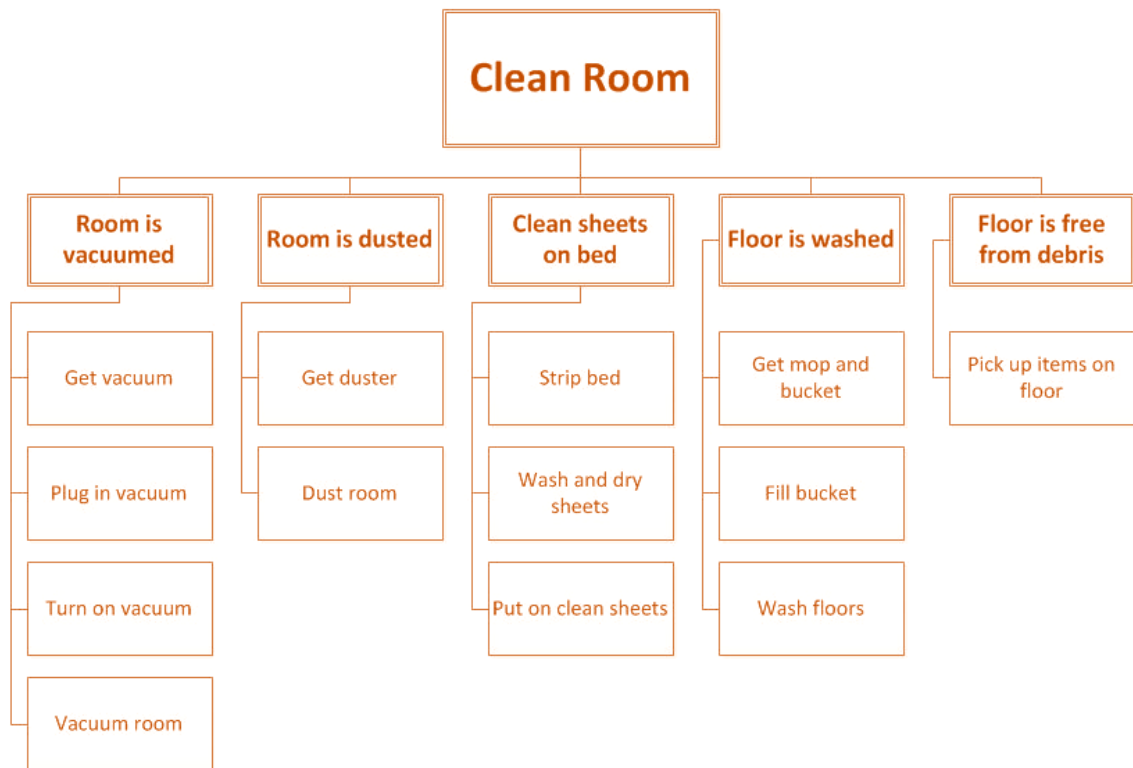 Clean Room
Room is
vacuumed
Room is dusted
Clean sheets
on bed
Floor is washed
Floor is free
from debris
Get vacuum
Get duster
Strip bed
Get mop and
bucket
Pick up items on
floor
Plug in vacuum
Dust room
Wash and dry
sheets
Fill bucket
Turn on vacuum
Put on clean sheets
Wash floors
Vacuum room